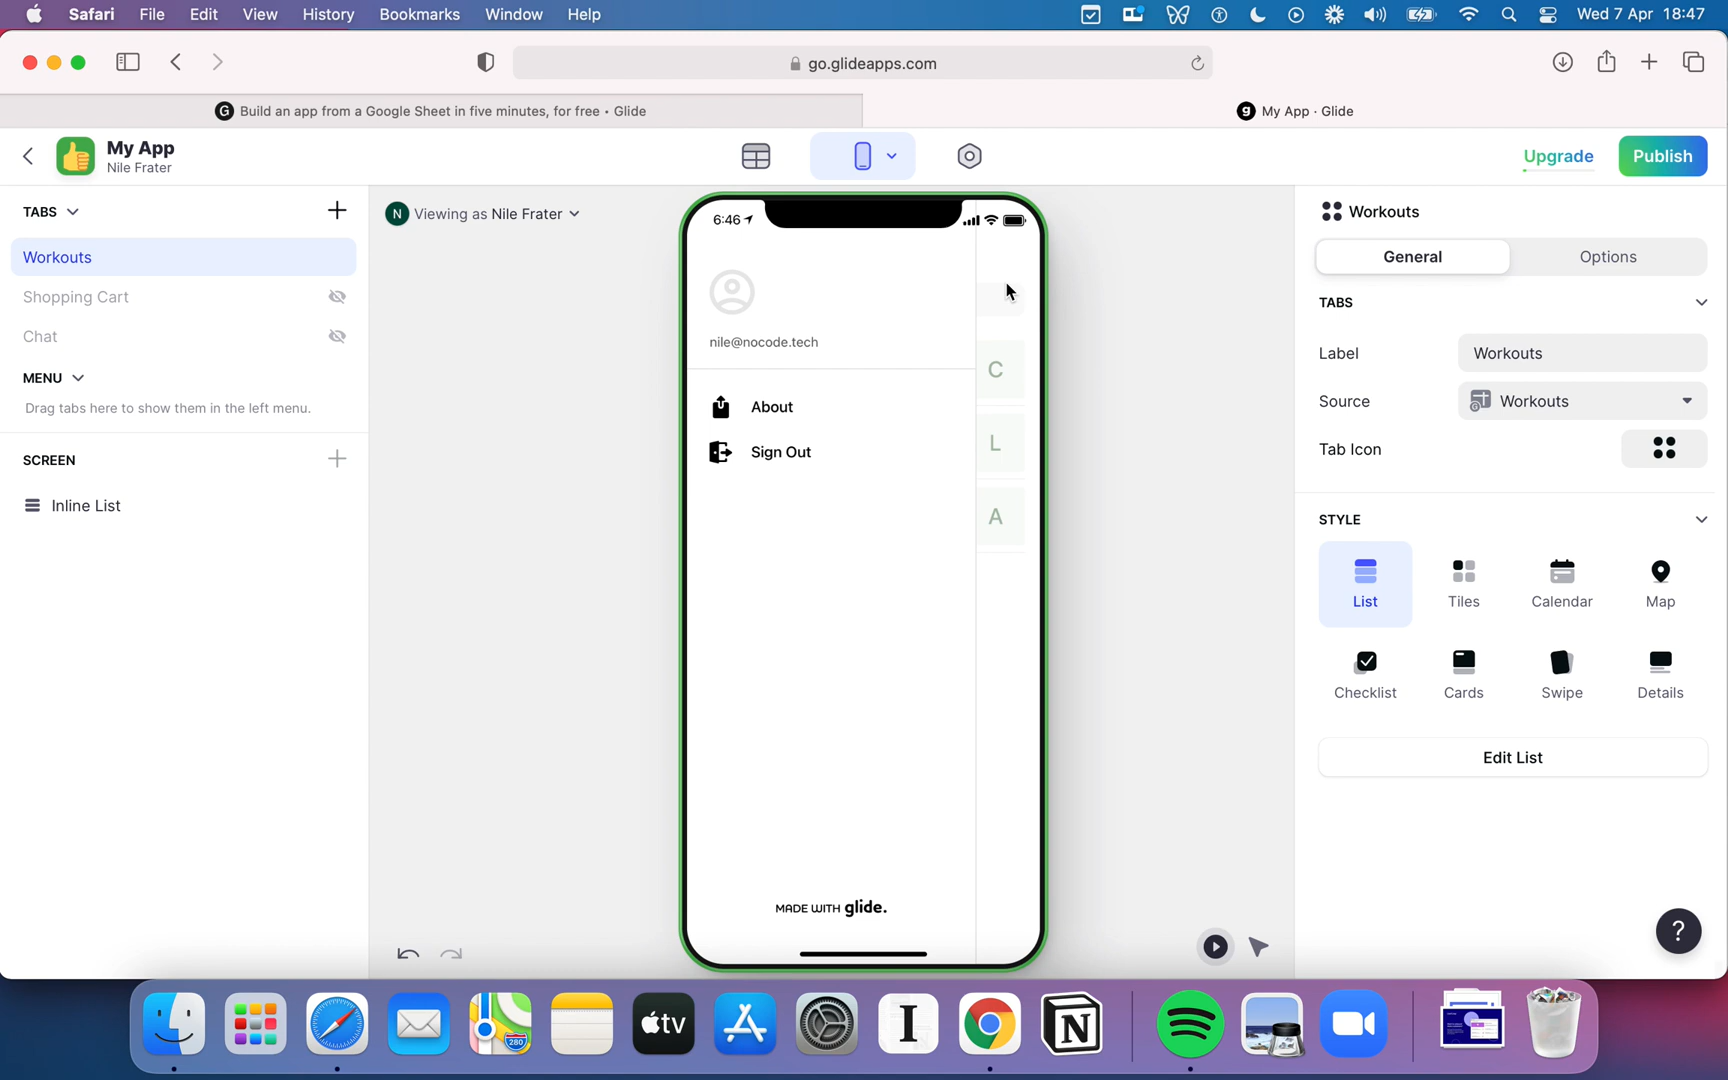 Safari File Edit View History Bookmarks Window Help Wed 7 Apr 18:47
go.glideapps.com
G Build an app from a Google Sheet in five minutes, for free • Glide
g My App · Glide
My App
Nile Frater
Upgrade
Publish
TABS
Workouts
Shopping Cart
Chat
MENU
Drag tabs here to show them in the left menu.
SCREEN
Inline List
N Viewing as Nile Frater
6:46
nile@nocode.tech
About
Sign Out
C
L
A
MADE WITH glide.
Workouts
General Options
TABS
Label Workouts
Source Workouts
Tab Icon
STYLE
List Tiles Calendar Map
Checklist Cards Swipe Details
Edit List
?
280
tv
I
N